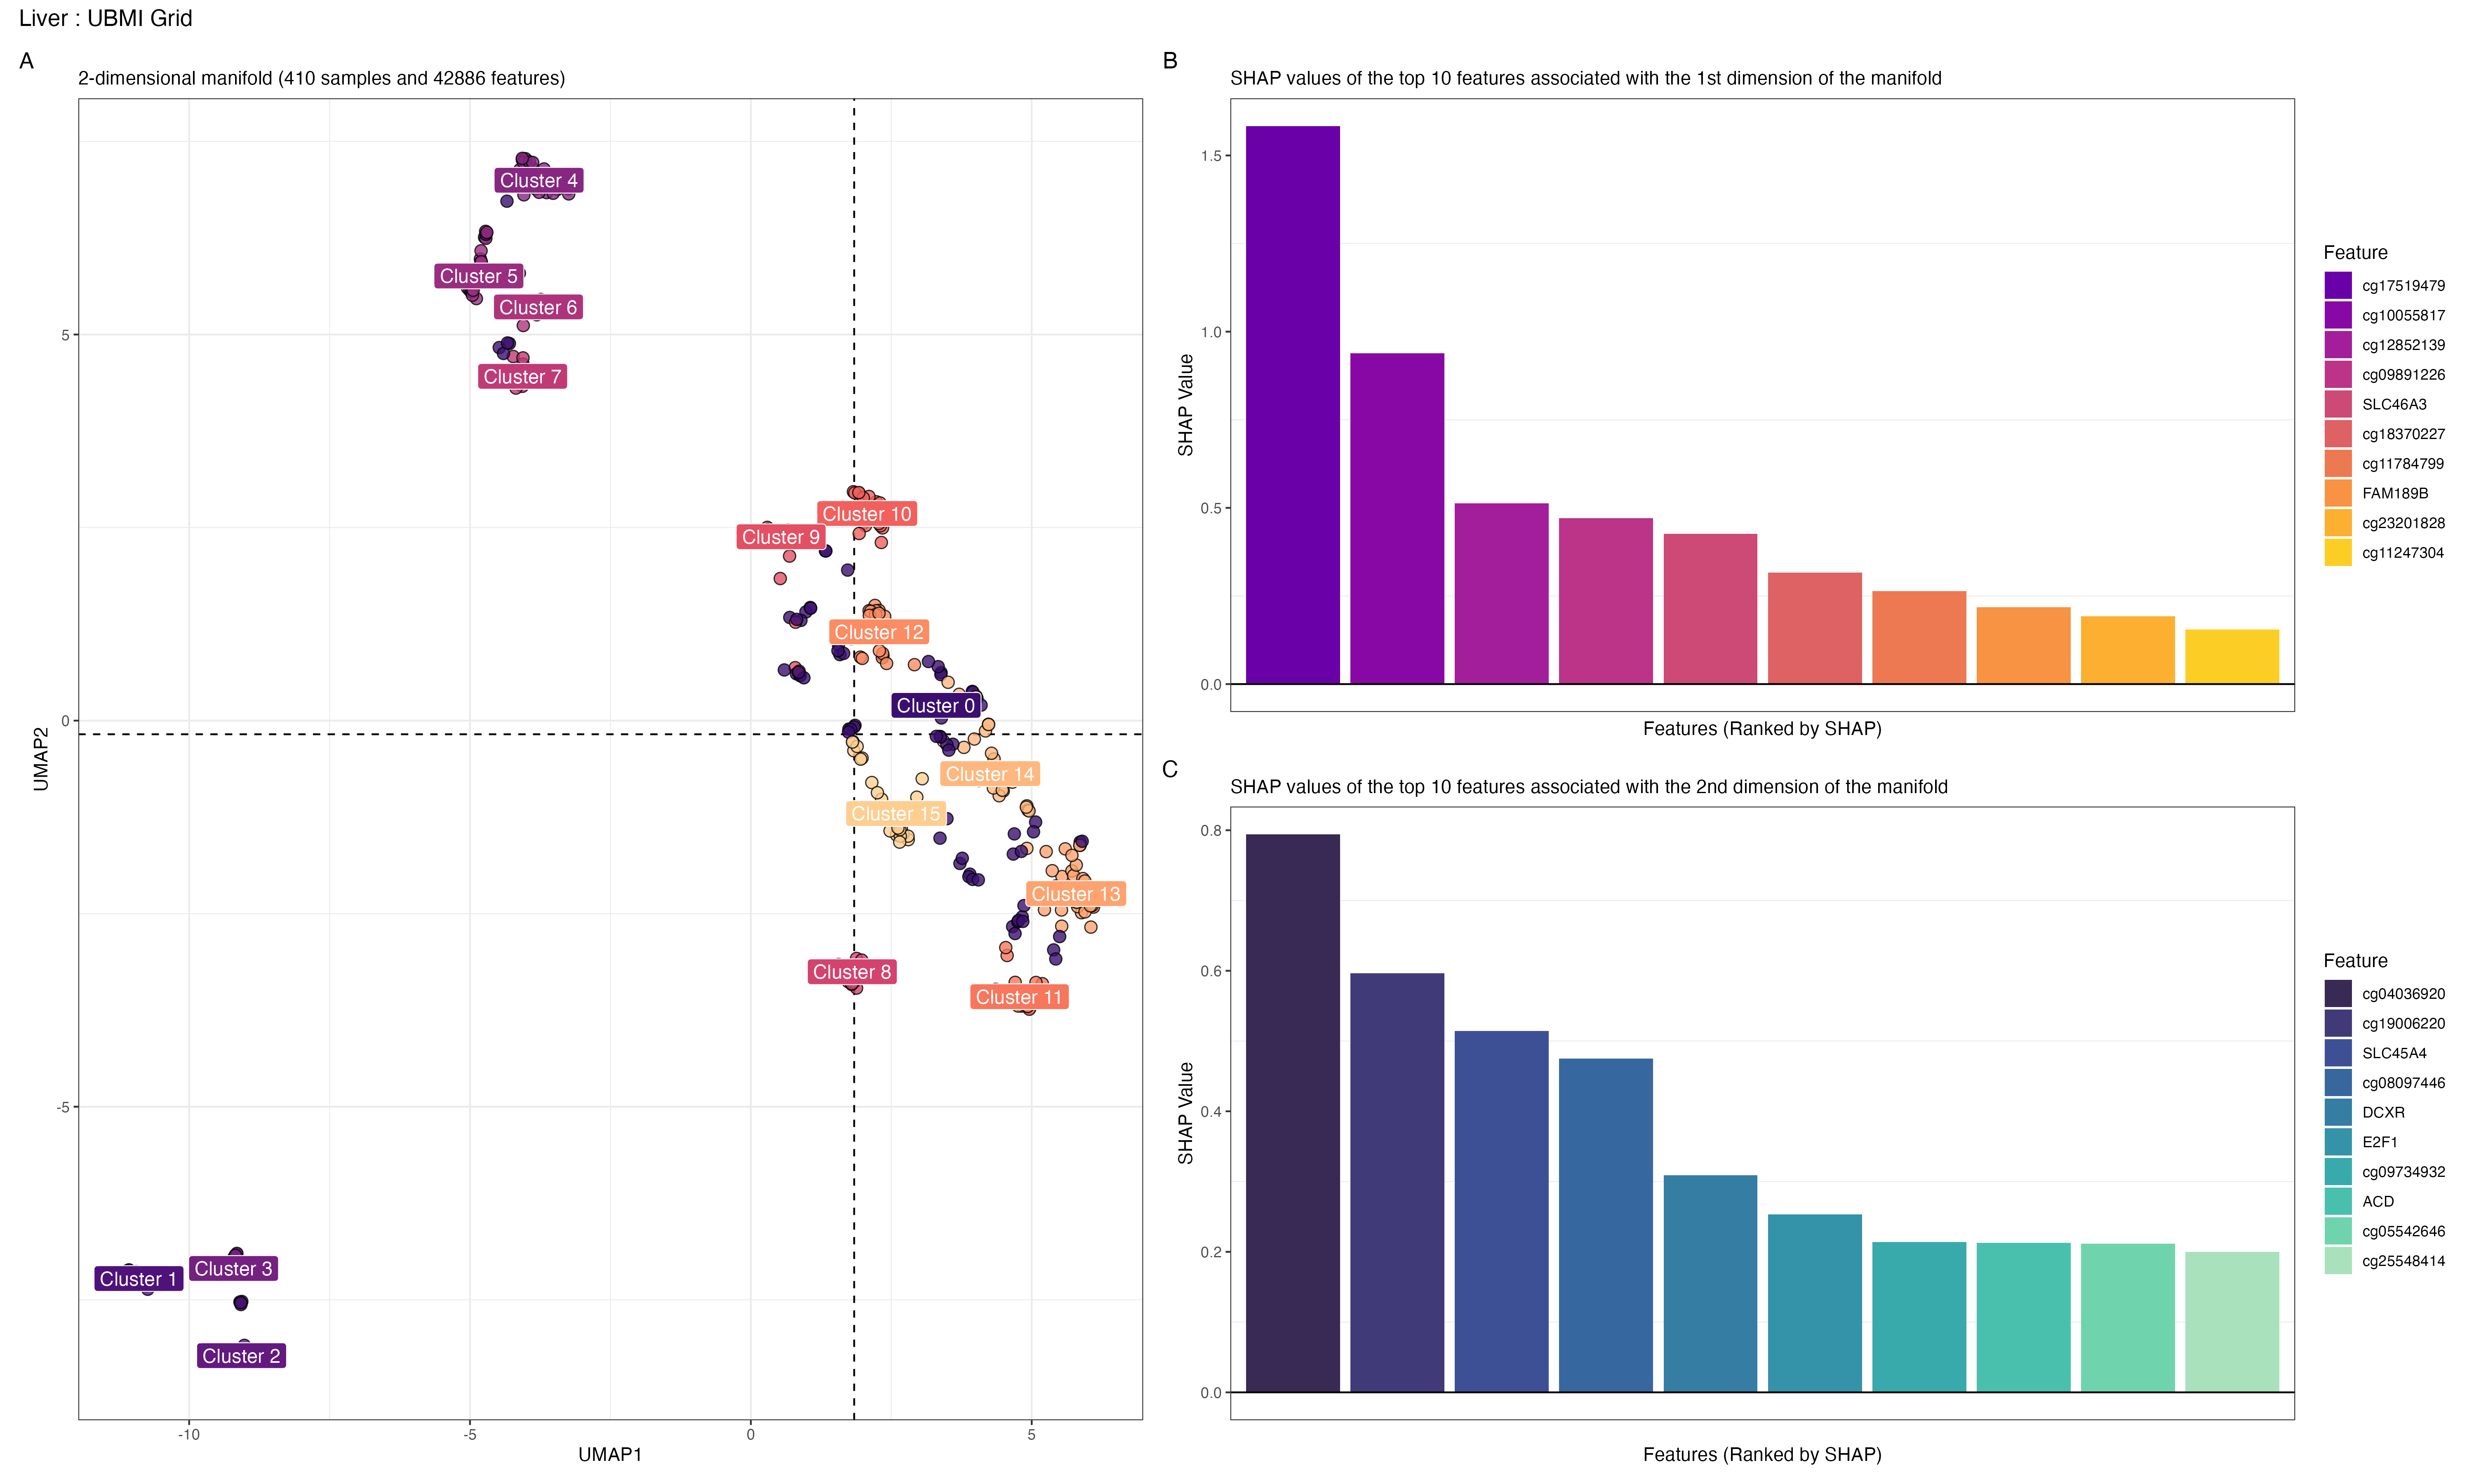 Liver : UBMI Grid
A
2-dimensional manifold (410 samples and 42886 features)
Cluster 4
Cluster 5
Cluster 6
Cluster 7
Cluster 10
Cluster 9
Cluster 12
Cluster 0
Cluster 14
Cluster 15
Cluster 13
Cluster 8
Cluster 11
Cluster 3
Cluster 1
Cluster 2
5
0
-5
UMAP2
-10
-5
0
5
UMAP1
B
SHAP values of the top 10 features associated with the 1st dimension of the manifold
1.5
1.0
0.5
0.0
SHAP Value
Features (Ranked by SHAP)
Feature
cg17519479
cg10055817
cg12852139
cg09891226
SLC46A3
cg18370227
cg11784799
FAM189B
cg23201828
cg11247304
C
SHAP values of the top 10 features associated with the 2nd dimension of the manifold
0.8
0.6
0.4
0.2
0.0
SHAP Value
Features (Ranked by SHAP)
Feature
cg04036920
cg19006220
SLC45A4
cg08097446
DCXR
E2F1
cg09734932
ACD
cg05542646
cg25548414